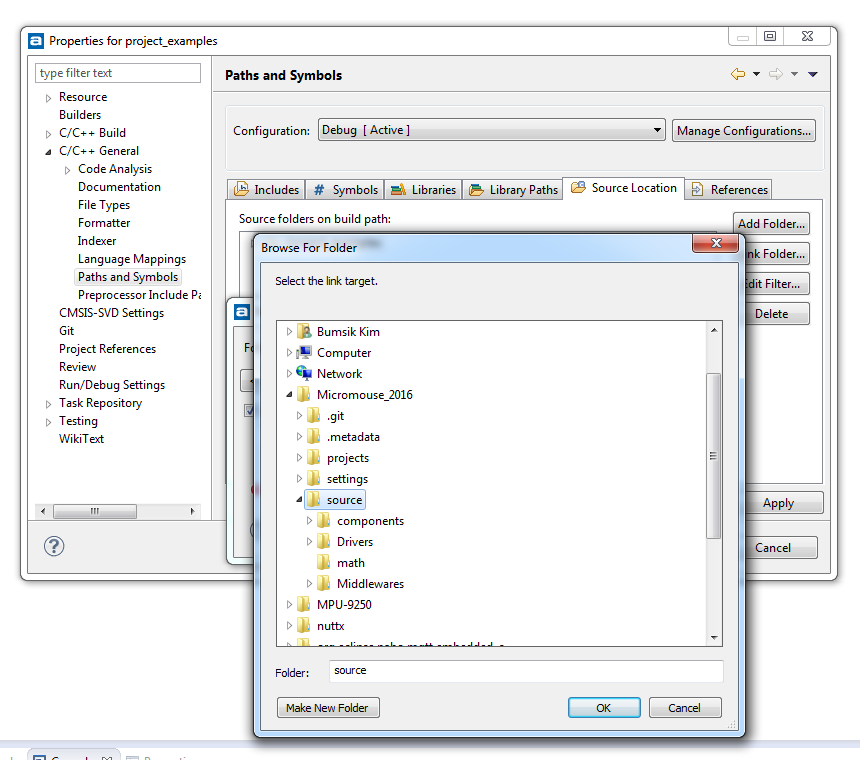 Properties for project_examples
type filter text
Resource
Builders
C/C++ Build
C/C++ General
Code Analysis
Documentation
File Types
Formatter
Indexer
Language Mappings
Paths and Symbols
Preprocessor Include Pa
CMSIS-SVD Settings
Git
Project References
Review
Run/Debug Settings
Task Repository
Testing
WikiText
Paths and Symbols
Configuration:
Debug [ Active ]
Manage Configurations...
Includes
# Symbols
Libraries
Library Paths
Source Location
References
Source folders on build path:
Add Folder...
nk Folder...
Edit Filter...
Delete
Apply
Cancel
Browse For Folder
Select the link target.
Bumsik Kim
Computer
Network
Micromouse_2016
.git
.metadata
projects
settings
source
components
Drivers
math
Middlewares
MPU-9250
nuttx
Folder:
source
Make New Folder
OK
Cancel